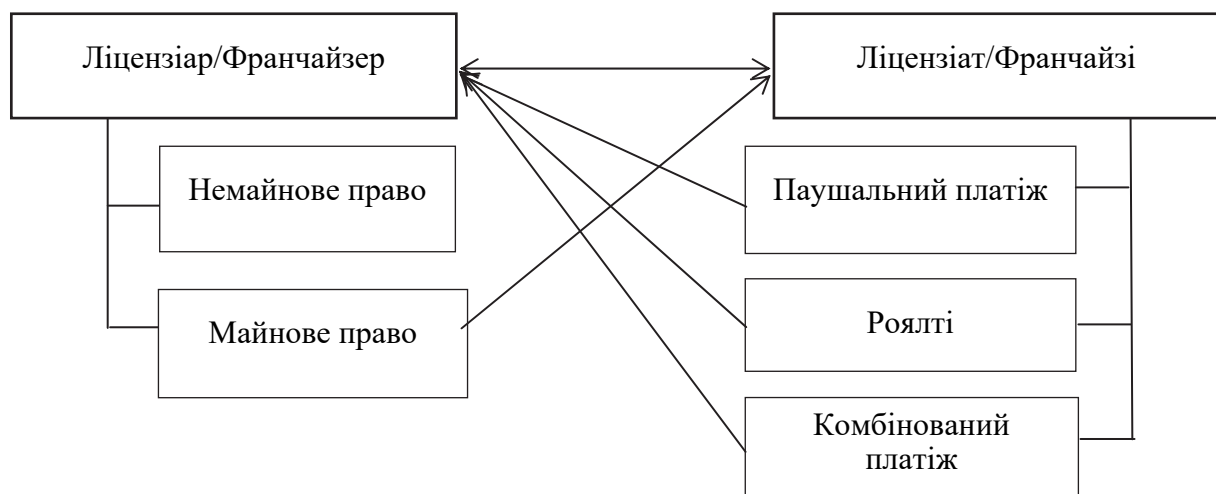 Ліцензіар/Франчайзер
Ліцензіат/Франчайзі
Немайнове право
Майнове право
Паушальний платіж
Роялті
Комбінований
платіж